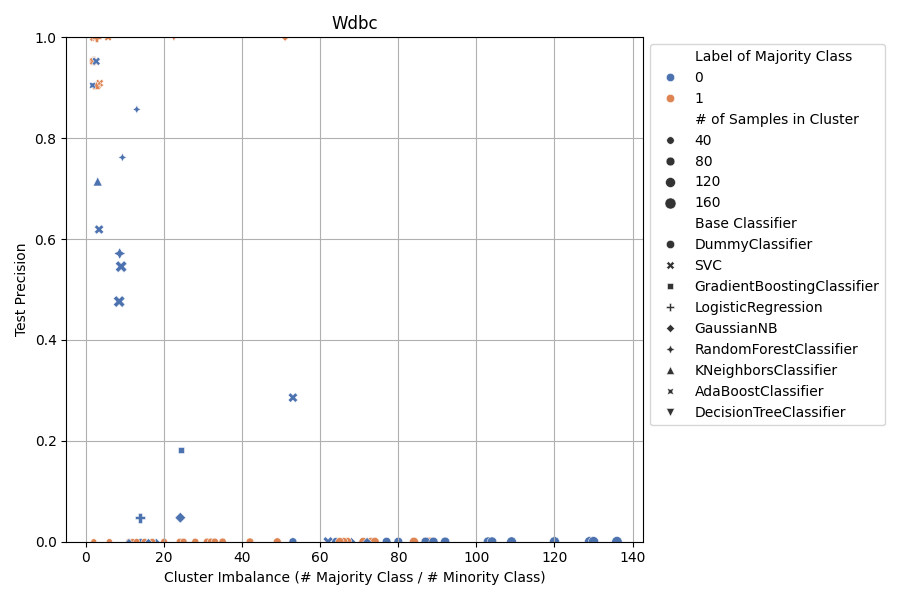 Wdbc
1.0
0.8
0.6
0.4
0.2
0.0
Test Precision
0 20 40 60 80 100 120 140
Cluster Imbalance (# Majority Class / # Minority Class)
Label of Majority Class
0
1
# of Samples in Cluster
40
80
120
160
Base Classifier
DummyClassifier
SVC
GradientBoostingClassifier
LogisticRegression
GaussianNB
RandomForestClassifier
KNeighborsClassifier
AdaBoostClassifier
DecisionTreeClassifier